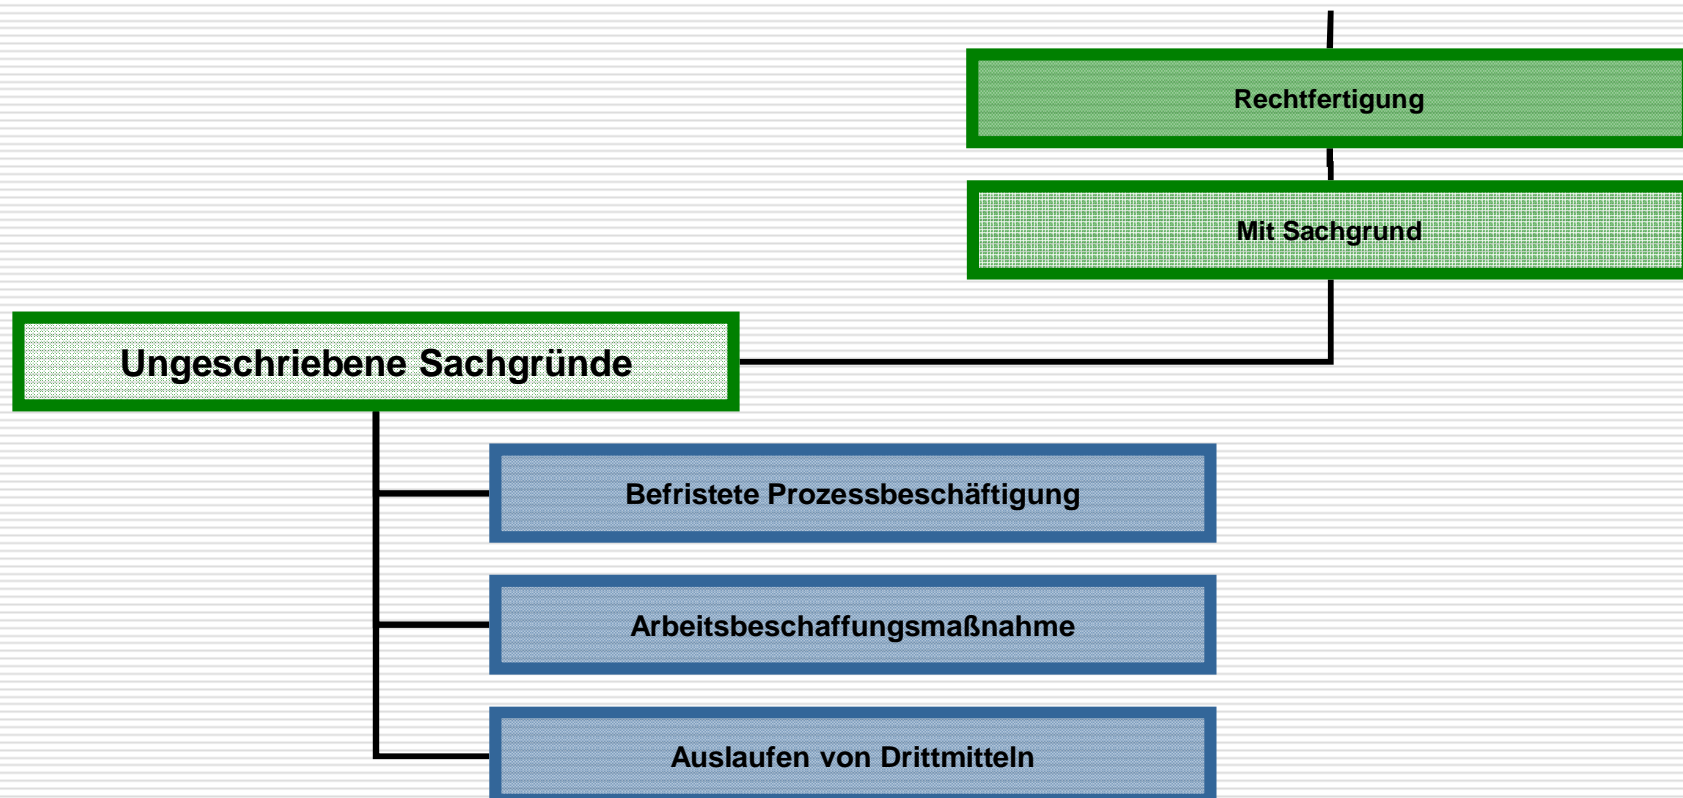 Rechtfertigung
Mit Sachgrund
Ungeschriebene Sachgründe
Befristete Prozessbeschäftigung
Arbeitsbeschaffungsmaßnahme
Auslaufen von Drittmitteln